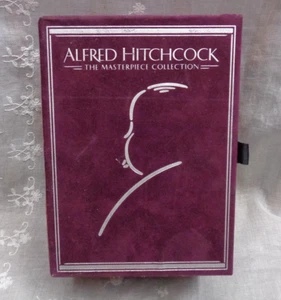 ALFRED HITCHCOCK
THE MASTERPIECE COLLECTION